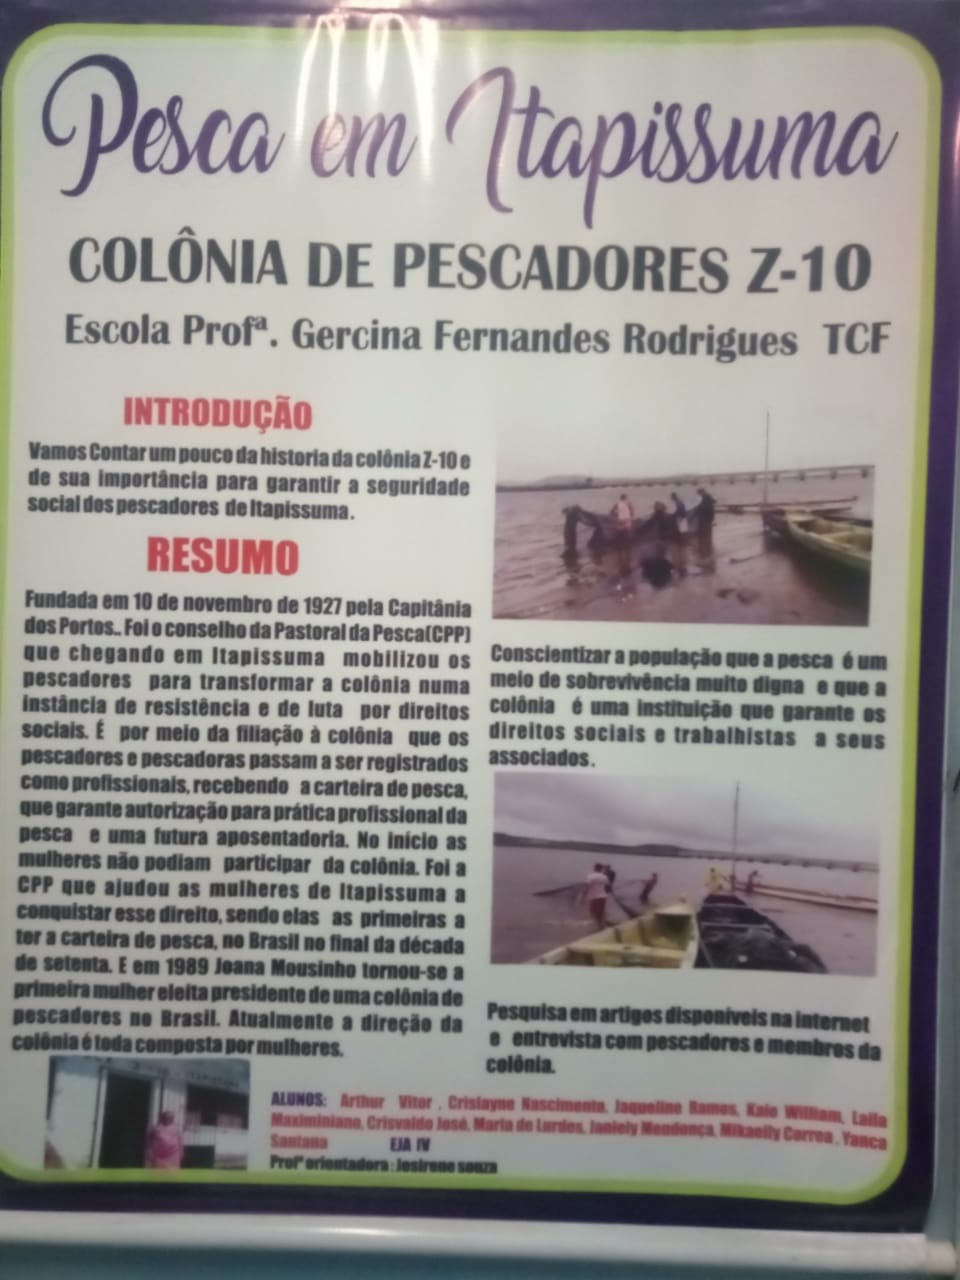 Pesca em Itapissuma
COLÔNIA DE PESCADORES Z-10
Escola Profª. Gercina Fernandes Rodrigues TCF
INTRODUÇÃO
Vamos Contar um pouco da historia da colônia Z-10 e
de sua importância para garantir a seguridade
social dos pescadores de Itapissuma.
RESUMO
Fundada em 10 de novembro de 1927 pela Capitânia
dos Portos.. Foi o conselho da Pastoral da Pesca(CPP)
que chegando em Itapissuma mobilizou os
pescadores para transformar a colônia numa
instância de resistência e de luta por direitos
sociais. É por meio da filiação à colônia que os
pescadores e pescadoras passam a ser registrados
como profissionais, recebendo a carteira de pesca,
que garante autorização para prática profissional da
pesca e uma futura aposentadoria. No início as
mulheres não podiam participar da colônia. Foi a
CPP que ajudou as mulheres de Itapissuma a
conquistar esse direito, sendo elas as primeiras a
ter a carteira de pesca, no Brasil no final da década
de setenta. E em 1989 Joana Mousinho tornou-se a
primeira mulher eleita presidente de uma colônia de
pescadores no Brasil. Atualmente a direção da
colônia é toda composta por mulheres.
Conscientizar a população que a pesca é um
meio de sobrevivência muito digna e que a
colônia é uma instituição que garante os
direitos sociais e trabalhistas a seus
associados.
Pesquisa em artigos disponíveis na internet
e entrevista com pescadores e membros da
colônia.
ALUNOS: Arthur Vitor, Crislayne Nascimento, Jaqueline Ramos, Kaio William, Laila
Maximiniano, Crisvaldo José, Maria de Lurdes, Janiely Mendonça, Mikaelly Correa, Yanca
Santana EJA IV
Profª orientadora: Josirene souza